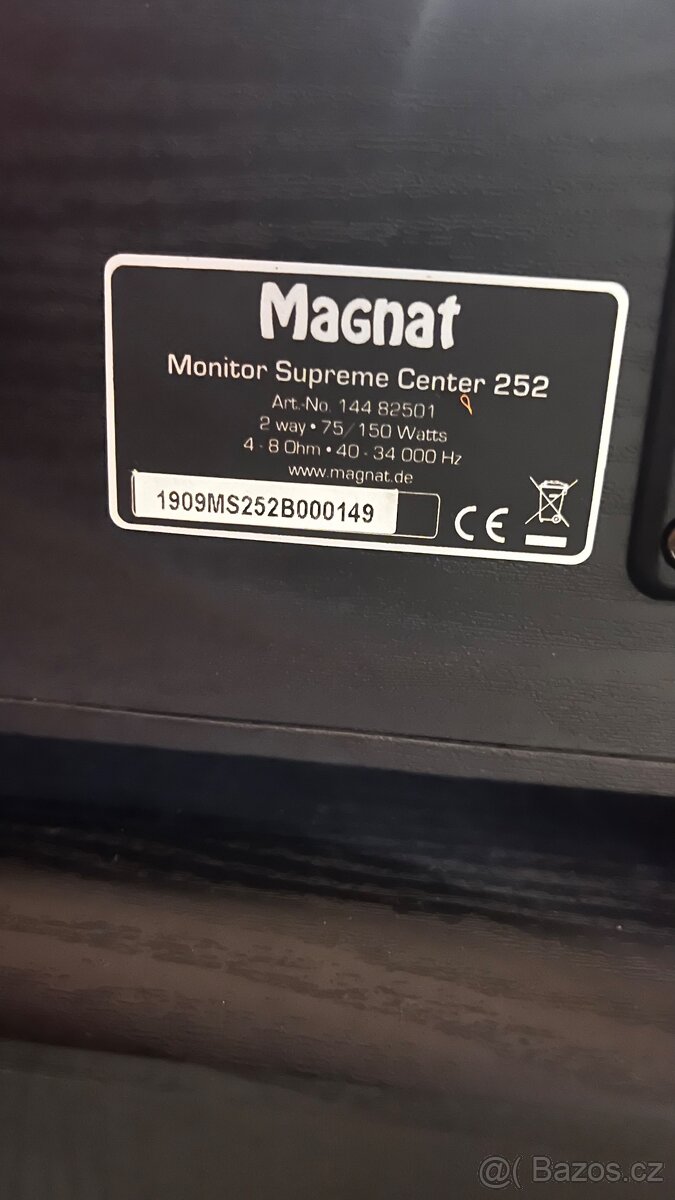 Magnat
Monitor Supreme Center 252
Art.-No. 144 82501
2 way • 75/150 Watts
4 - 8 Ohm • 40 - 34 000 Hz
www.magnat.de
1909MS252B000149
CE
@( Bazoš.cz